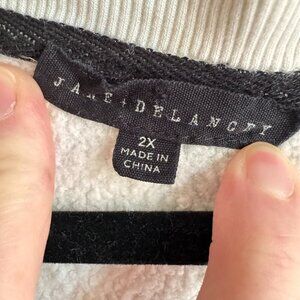 JANE + DELANCEY
2X
MADE IN
CHINA